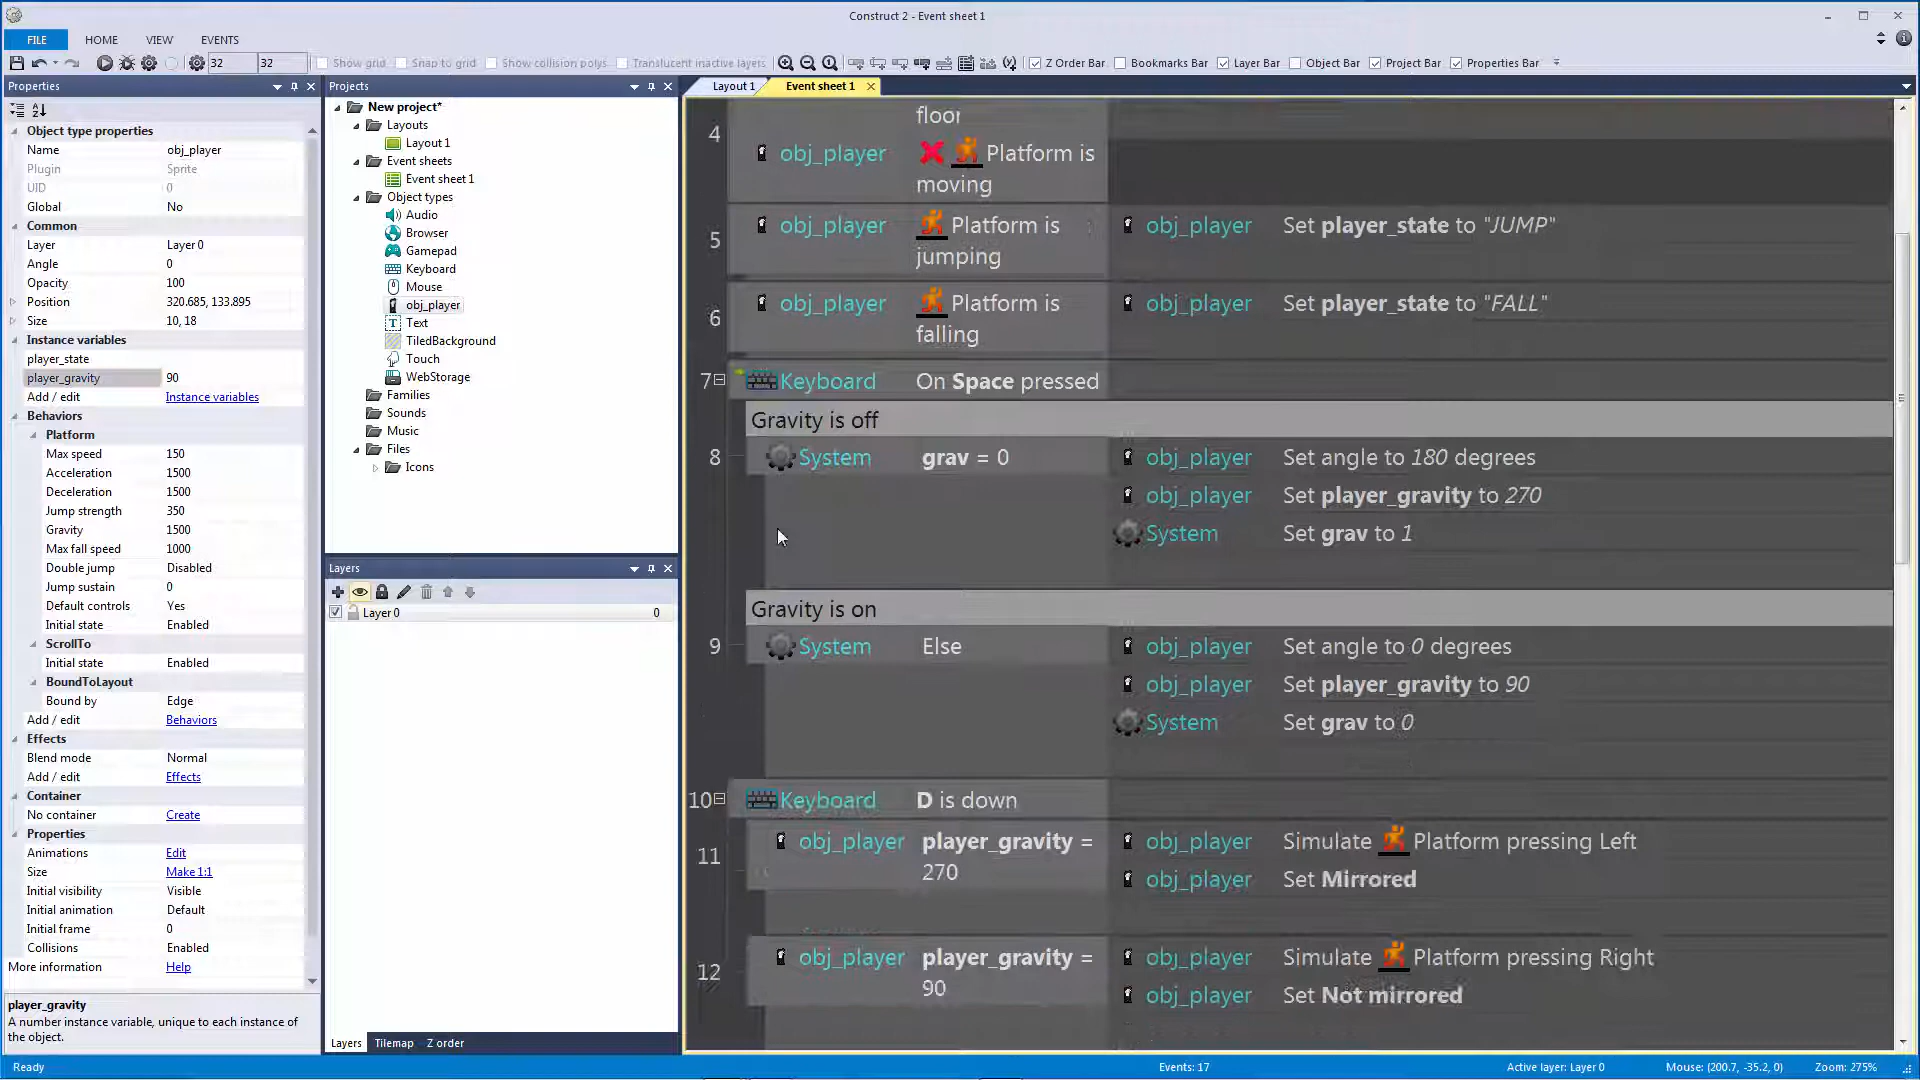 Construct 2 - Event sheet 1
FILE HOME VIEW EVENTS
32 32 Show grid Snap to grid Show collision polys Translucent inactive layers Z Order Bar Bookmarks Bar Layer Bar Object Bar Project Bar Properties Bar
Properties
Object type properties
Name obj_player
Plugin Sprite
UID 0
Global No
Common
Layer Layer 0
Angle 0
Opacity 100
Position 320.685, 133.895
Size 10, 18
Instance variables
player_state
player_gravity 90
Add / edit Instance variables
Behaviors
Platform
Max speed 150
Acceleration 1500
Deceleration 1500
Jump strength 350
Gravity 1500
Max fall speed 1000
Double jump Disabled
Jump sustain 0
Default controls Yes
Initial state Enabled
ScrollTo
Initial state Enabled
BoundToLayout
Bound by Edge
Add / edit Behaviors
Effects
Blend mode Normal
Add / edit Effects
Container
No container Create
Properties
Animations Edit
Size Make 1:1
Initial visibility Visible
Initial animation Default
Initial frame 0
Collisions Enabled
More information Help
player_gravity
A number instance variable, unique to each instance of
the object.
Projects
New project*
Layouts
Layout 1
Event sheets
Event sheet 1
Object types
Audio
Browser
Gamepad
Keyboard
Mouse
obj_player
Text
TiledBackground
Touch
WebStorage
Families
Sounds
Music
Files
Icons
Layers
Layer 0 0
Layers Tilemap Z order
Layout 1 Event sheet 1
floor
4
obj_player Platform is
moving
5 obj_player Platform is
jumping
obj_player Set player_state to "JUMP"
6 obj_player Platform is
falling
obj_player Set player_state to "FALL"
7 Keyboard On Space pressed
Gravity is off
8 System grav = 0 obj_player Set angle to 180 degrees
obj_player Set player_gravity to 270
System Set grav to 1
Gravity is on
9 System Else obj_player Set angle to 0 degrees
obj_player Set player_gravity to 90
System Set grav to 0
10 Keyboard D is down
11 obj_player player_gravity =
270
obj_player Simulate Platform pressing Left
obj_player Set Mirrored
12 obj_player player_gravity =
90
obj_player Simulate Platform pressing Right
obj_player Set Not mirrored
Ready Events: 17 Active layer: Layer 0 Mouse: (200.7, -35.2, 0) Zoom: 275%